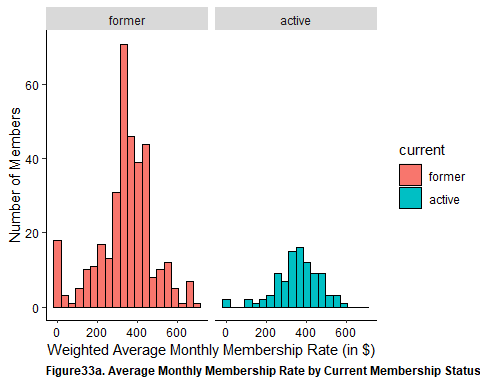 former active
Number of Members
60
40
20
0
0 200 400 600 0 200 400 600
Weighted Average Monthly Membership Rate (in $)
current
former
active
Figure33a. Average Monthly Membership Rate by Current Membership Status